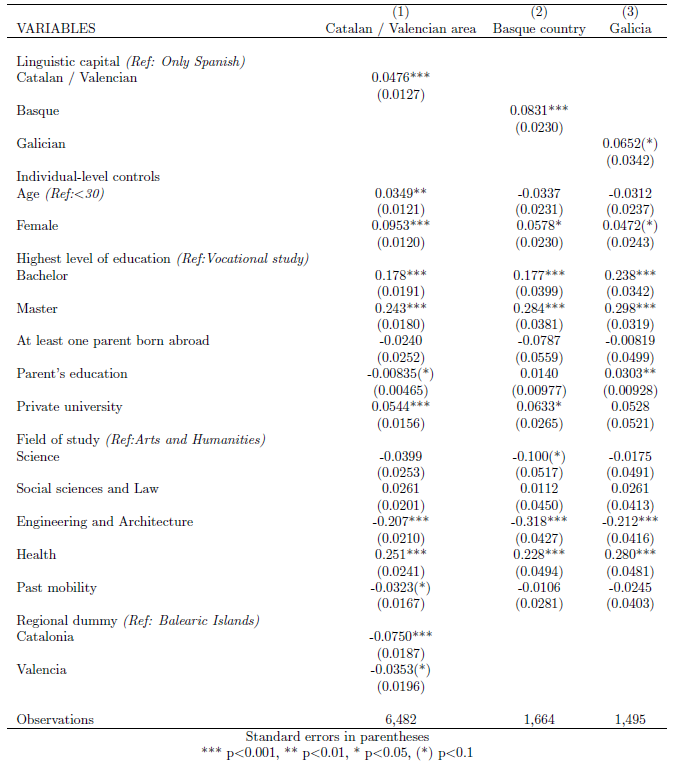 (1) (2) (3)
VARIABLES Catalan / Valencian area Basque country Galicia
Linguistic capital (Ref: Only Spanish)
Catalan / Valencian 0.0476***
(0.0127)
Basque 0.0831***
(0.0230)
Galician 0.0652(*)
(0.0342)
Individual-level controls
Age (Ref:<30) 0.0349** -0.0337 -0.0312
(0.0121) (0.0231) (0.0237)
Female 0.0953*** 0.0578* 0.0472(*)
(0.0120) (0.0230) (0.0243)
Highest level of education (Ref:Vocational study)
Bachelor 0.178*** 0.177*** 0.238***
(0.0191) (0.0399) (0.0342)
Master 0.243*** 0.284*** 0.298***
(0.0180) (0.0381) (0.0319)
At least one parent born abroad -0.0240 -0.0787 -0.00819
(0.0252) (0.0559) (0.0499)
Parent's education -0.00835(*) 0.0140 0.0303**
(0.00465) (0.00977) (0.00928)
Private university 0.0544*** 0.0633* 0.0528
(0.0156) (0.0265) (0.0521)
Field of study (Ref:Arts and Humanities)
Science -0.0399 -0.100(*) -0.0175
(0.0253) (0.0517) (0.0491)
Social sciences and Law 0.0261 0.0112 0.0261
(0.0201) (0.0450) (0.0413)
Engineering and Architecture -0.207*** -0.318*** -0.212***
(0.0210) (0.0427) (0.0416)
Health 0.251*** 0.228*** 0.280***
(0.0241) (0.0494) (0.0481)
Past mobility -0.0323(*) -0.0106 -0.0245
(0.0167) (0.0281) (0.0403)
Regional dummy (Ref: Balearic Islands)
Catalonia -0.0750***
(0.0187)
Valencia -0.0353(*)
(0.0196)
Observations 6,482 1,664 1,495
Standard errors in parentheses
*** p<0.001, ** p<0.01, * p<0.05, (*) p<0.1